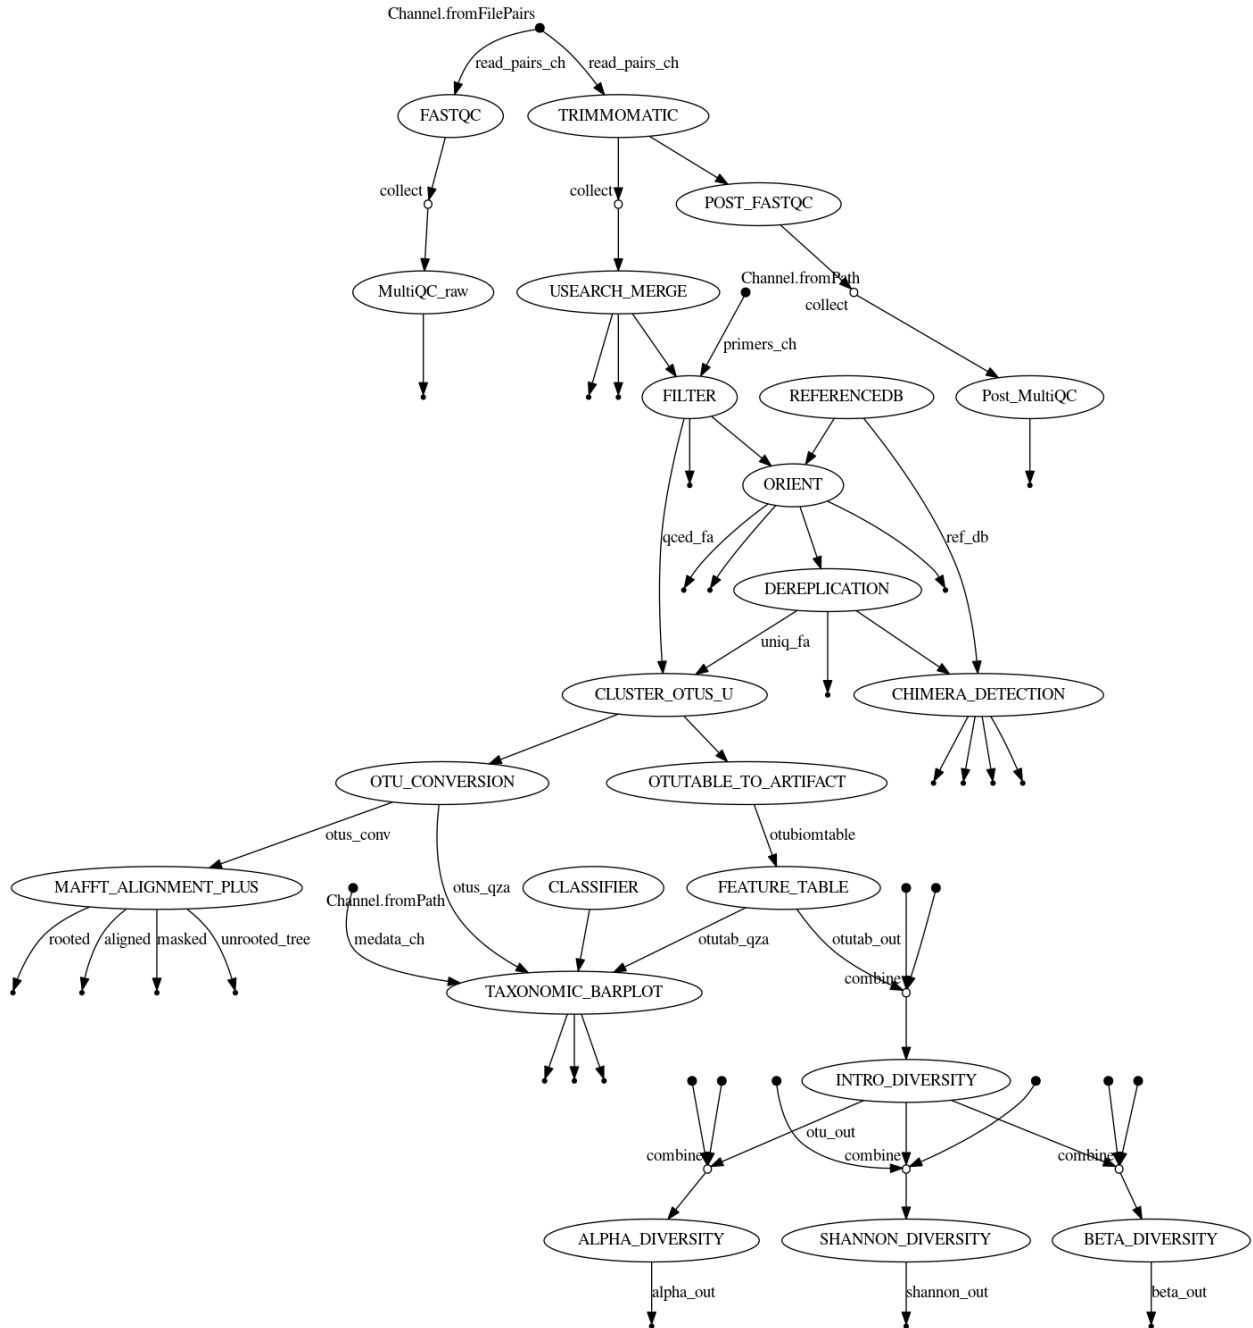 Channel.fromFilePairs
read_pairs_ch
read_pairs_ch
FASTQC
TRIMMOMATIC
collect
collect
POST_FASTQC
MultiQC_raw
USEARCH_MERGE
Channel.fromPath
collect
primers_ch
FILTER
REFERENCEDB
Post_MultiQC
ORIENT
qced_fa
ref_db
DEREPLICATION
uniq_fa
CLUSTER_OTUS_U
CHIMERA_DETECTION
OTU_CONVERSION
OTUTABLE_TO_ARTIFACT
otus_conv
otubiomtable
MAFFT_ALIGNMENT_PLUS
Channel.fromPath
otus_qza
CLASSIFIER
FEATURE_TABLE
rooted
aligned
masked
unrooted_tree
medata_ch
otutab_qza
otutab_out
combine
TAXONOMIC_BARPLOT
INTRO_DIVERSITY
otu_out
combine
combine
combine
ALPHA_DIVERSITY
SHANNON_DIVERSITY
BETA_DIVERSITY
alpha_out
shannon_out
beta_out